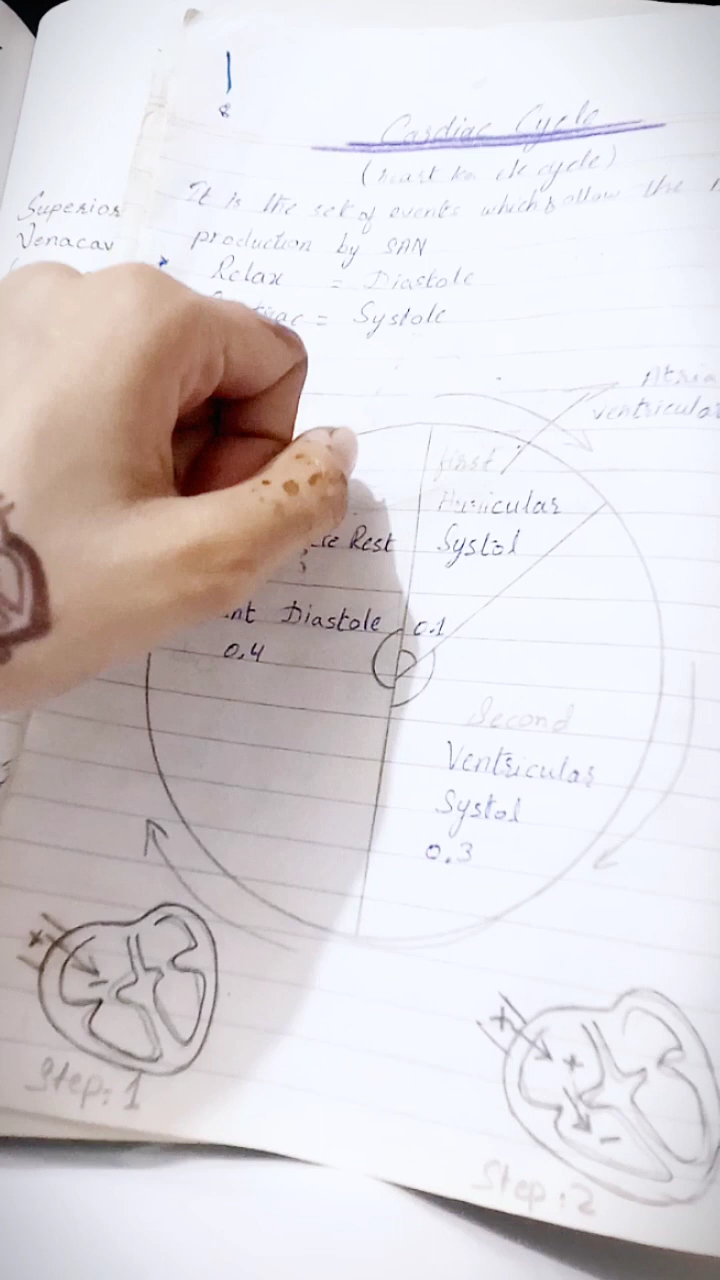 Cardiac Cycle
cycle)
Superior
Venacav
It is the set of events which follow the
production by SAN
Relax = Diastole
= Systole
Atria
ventricular
first
Auricular
Systol
Rest
Diastole
0.1
0.4
Second
Ventricular
Systol
0.3
+
-
Step: 1
+
+
-
Step: 2